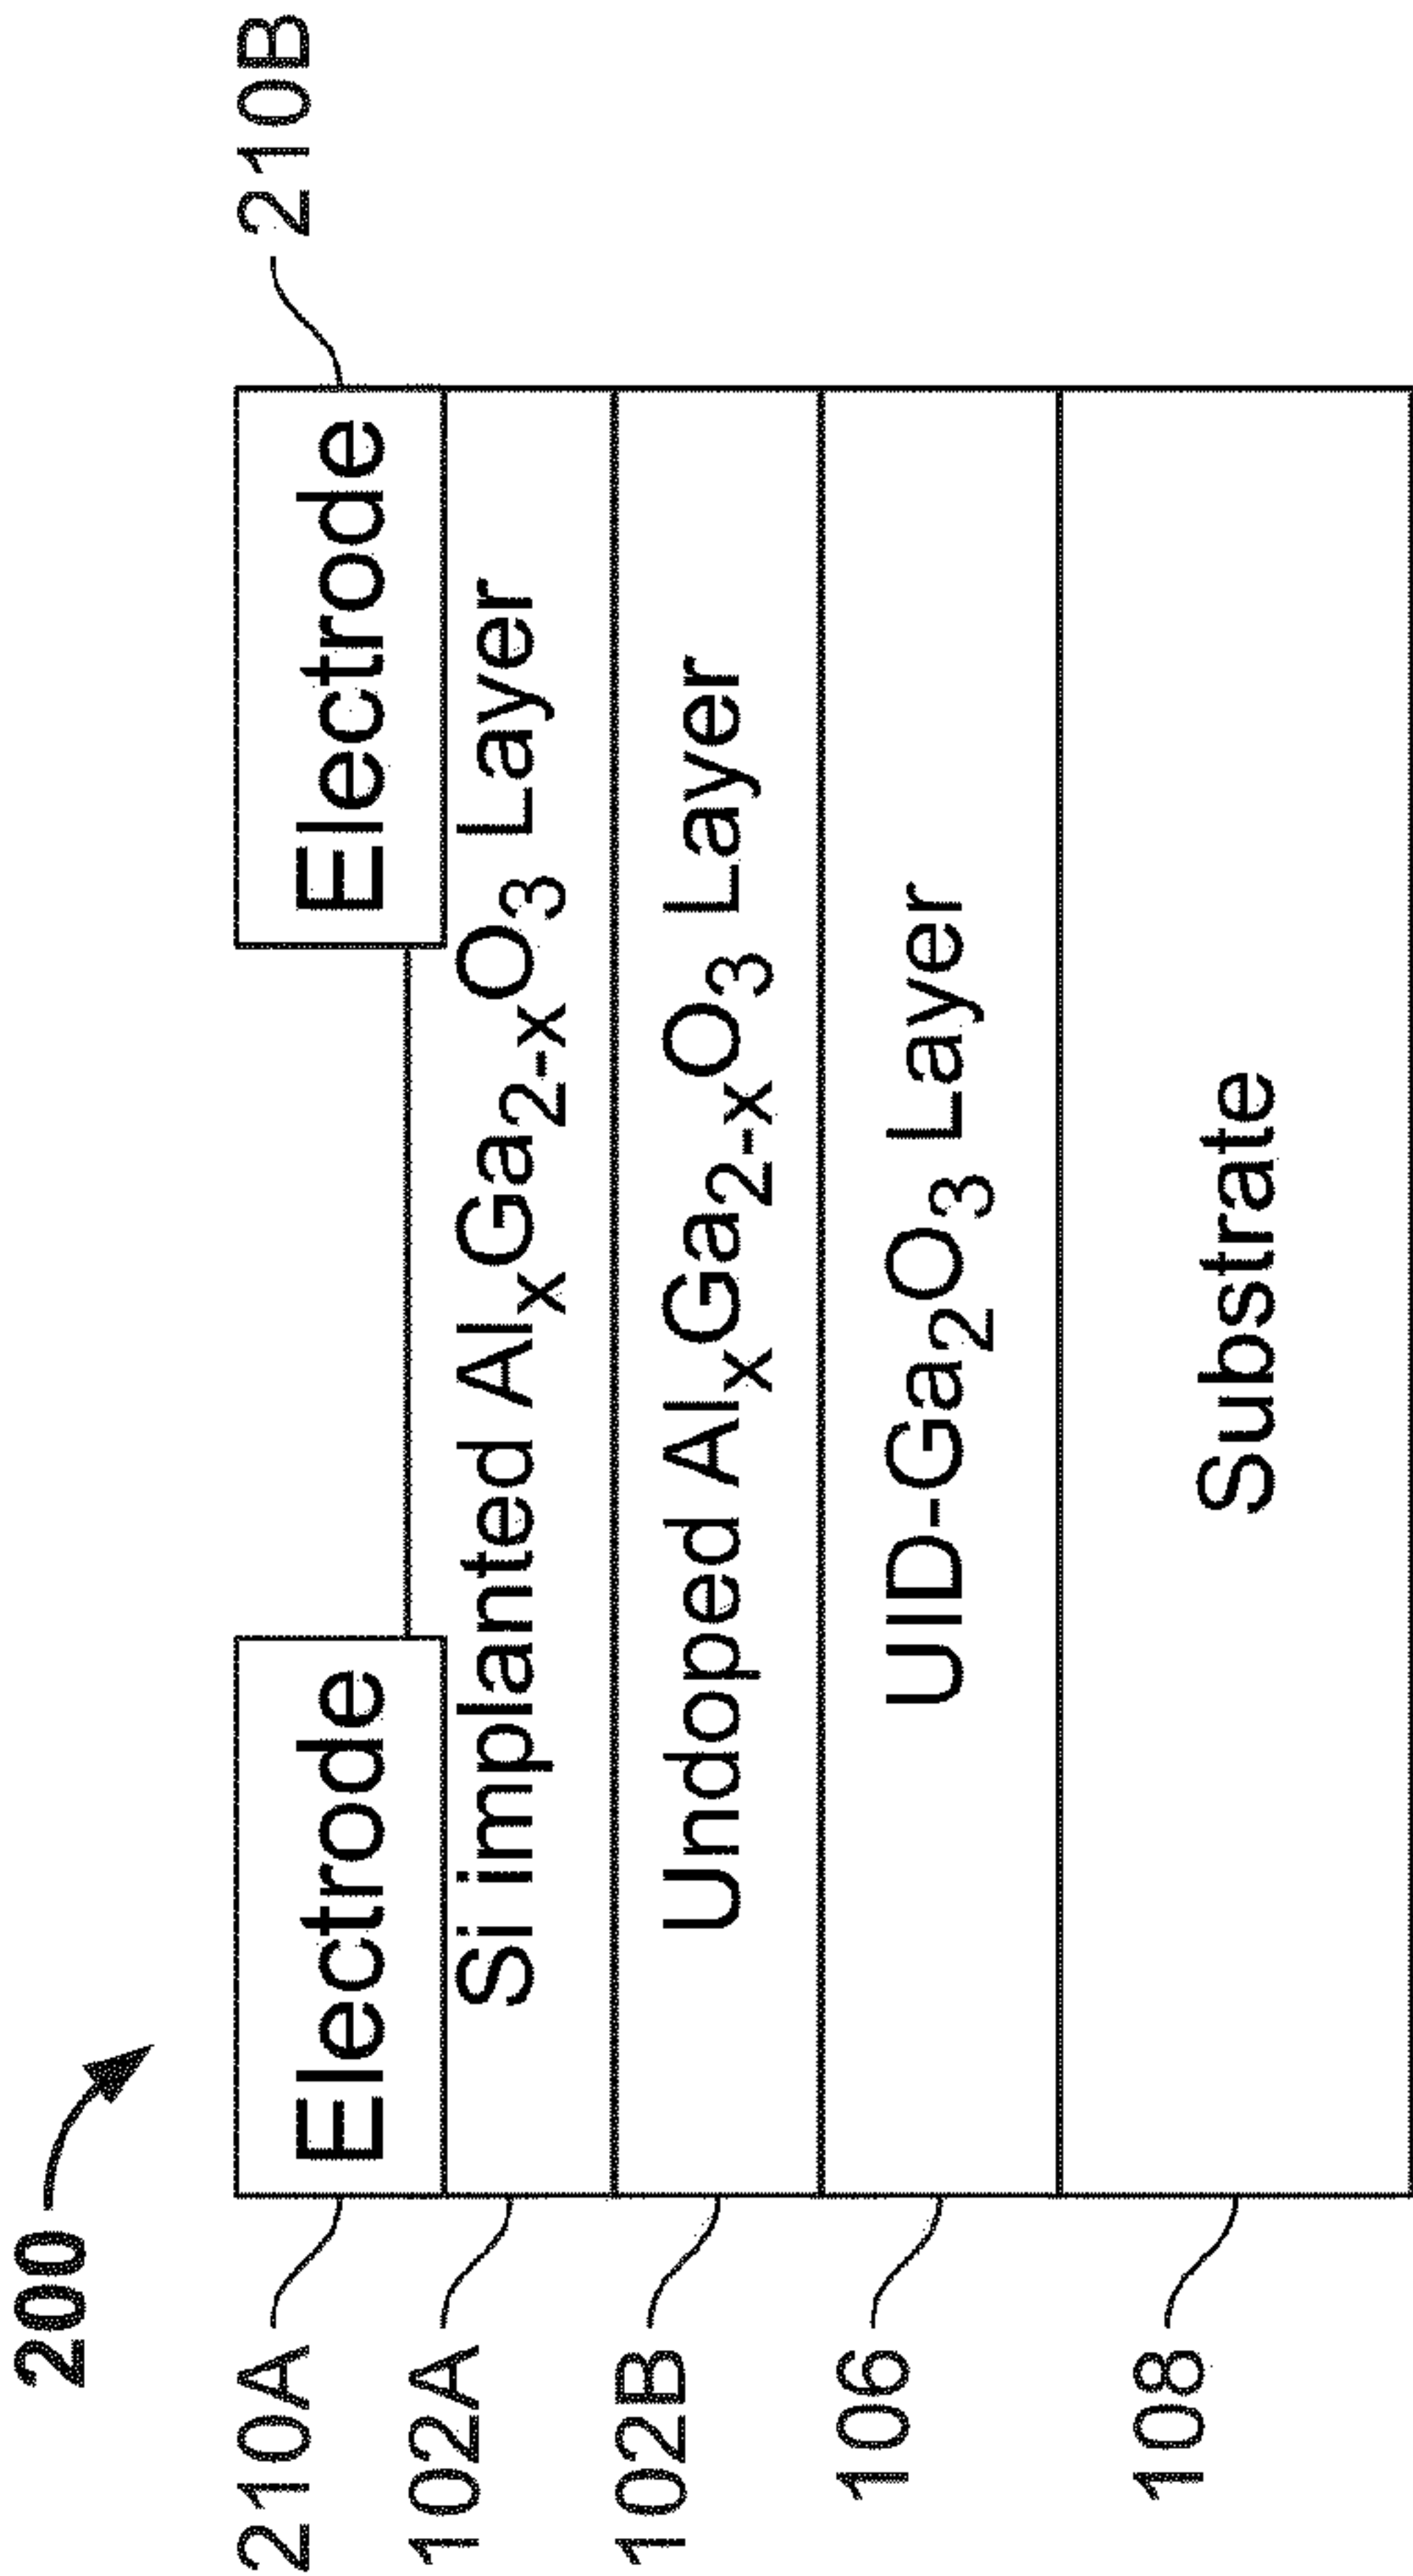 200
210A
Electrode
Electrode
210B
102A
Si implanted AlₓGa₂₋ₓO₃ Layer
102B
Undoped AlₓGa₂₋ₓO₃ Layer
106
UID-Ga₂O₃ Layer
108
Substrate